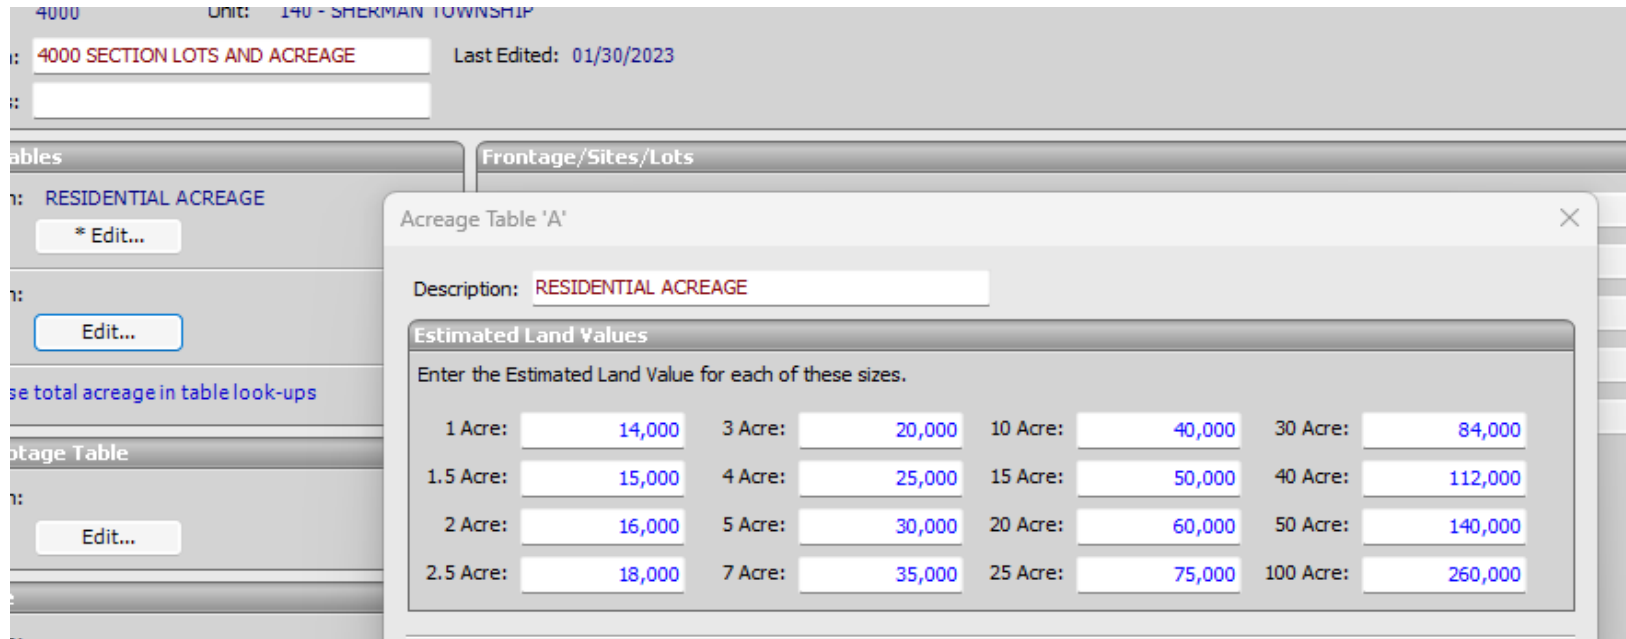 4000 Unit: 140 - SHERMAN TOWNSHIP
4000 SECTION LOTS AND ACREAGE Last Edited: 01/30/2023
Frontage/Sites/Lots
RESIDENTIAL ACREAGE
* Edit...
Edit...
total acreage in table look-ups
Table
Edit...
Acreage Table 'A'
Description: RESIDENTIAL ACREAGE
Estimated Land Values
Enter the Estimated Land Value for each of these sizes.
1 Acre: 14,000 3 Acre: 20,000 10 Acre: 40,000 30 Acre: 84,000
1.5 Acre: 15,000 4 Acre: 25,000 15 Acre: 50,000 40 Acre: 112,000
2 Acre: 16,000 5 Acre: 30,000 20 Acre: 60,000 50 Acre: 140,000
2.5 Acre: 18,000 7 Acre: 35,000 25 Acre: 75,000 100 Acre: 260,000